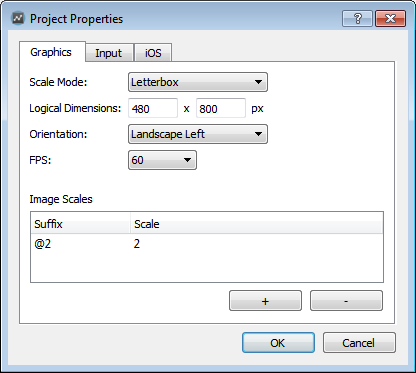 Project Properties
Graphics Input iOS
Scale Mode: Letterbox
Logical Dimensions: 480 x 800 px
Orientation: Landscape Left
FPS: 60
Image Scales
Suffix Scale
@2 2
+ -
OK Cancel